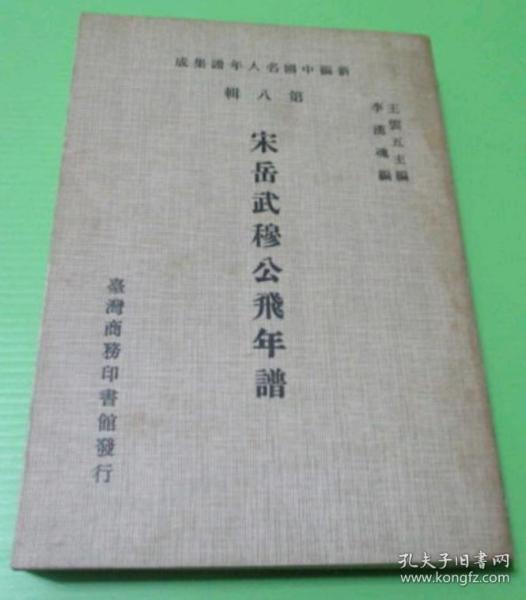 新編中國名人年譜集成
第八輯
王雲五主編
李漢魂編
宋岳武穆公飛年譜
臺灣商務印書館發行
孔夫子旧书网
www.kongfz.com